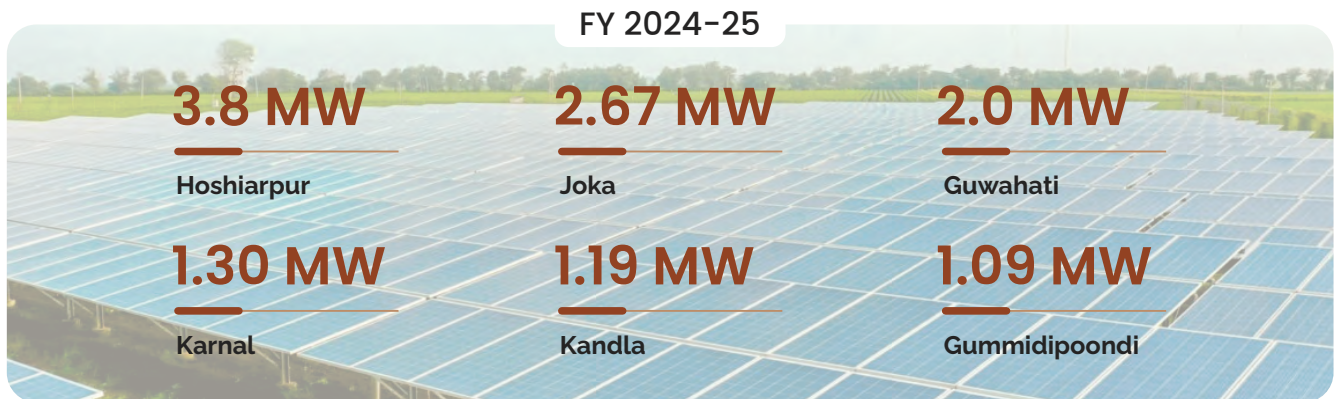 FY 2024-25
3.8 MW
Hoshiarpur
2.67 MW
Joka
2.0 MW
Guwahati
1.30 MW
Karnal
1.19 MW
Kandla
1.09 MW
Gummidipoondi